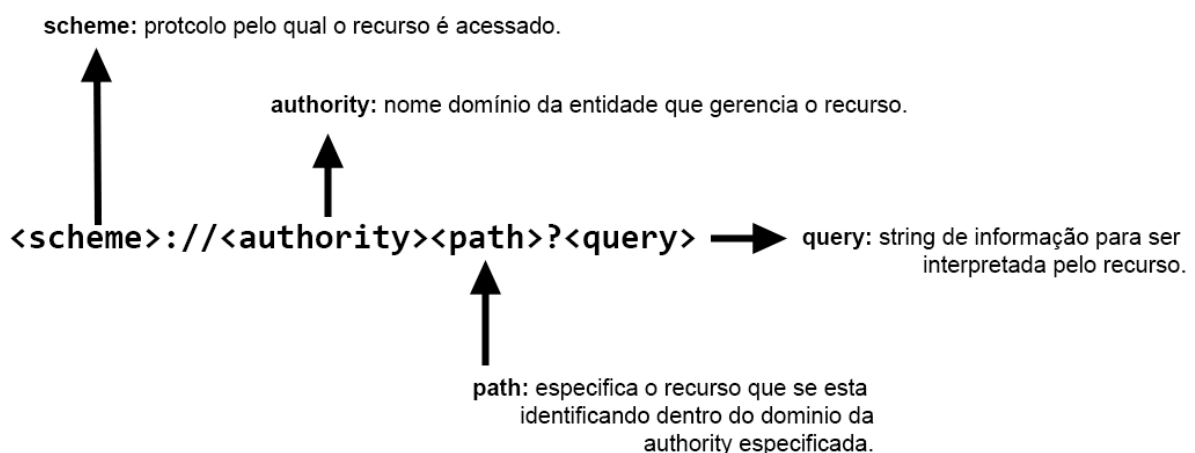 scheme: protcolo pelo qual o recurso é acessado.
authority: nome domínio da entidade que gerencia o recurso.
<scheme>://<authority><path>?<query>
query: string de informação para ser
interpretada pelo recurso.
path: especifica o recurso que se esta
identificando dentro do dominio da
authority especificada.